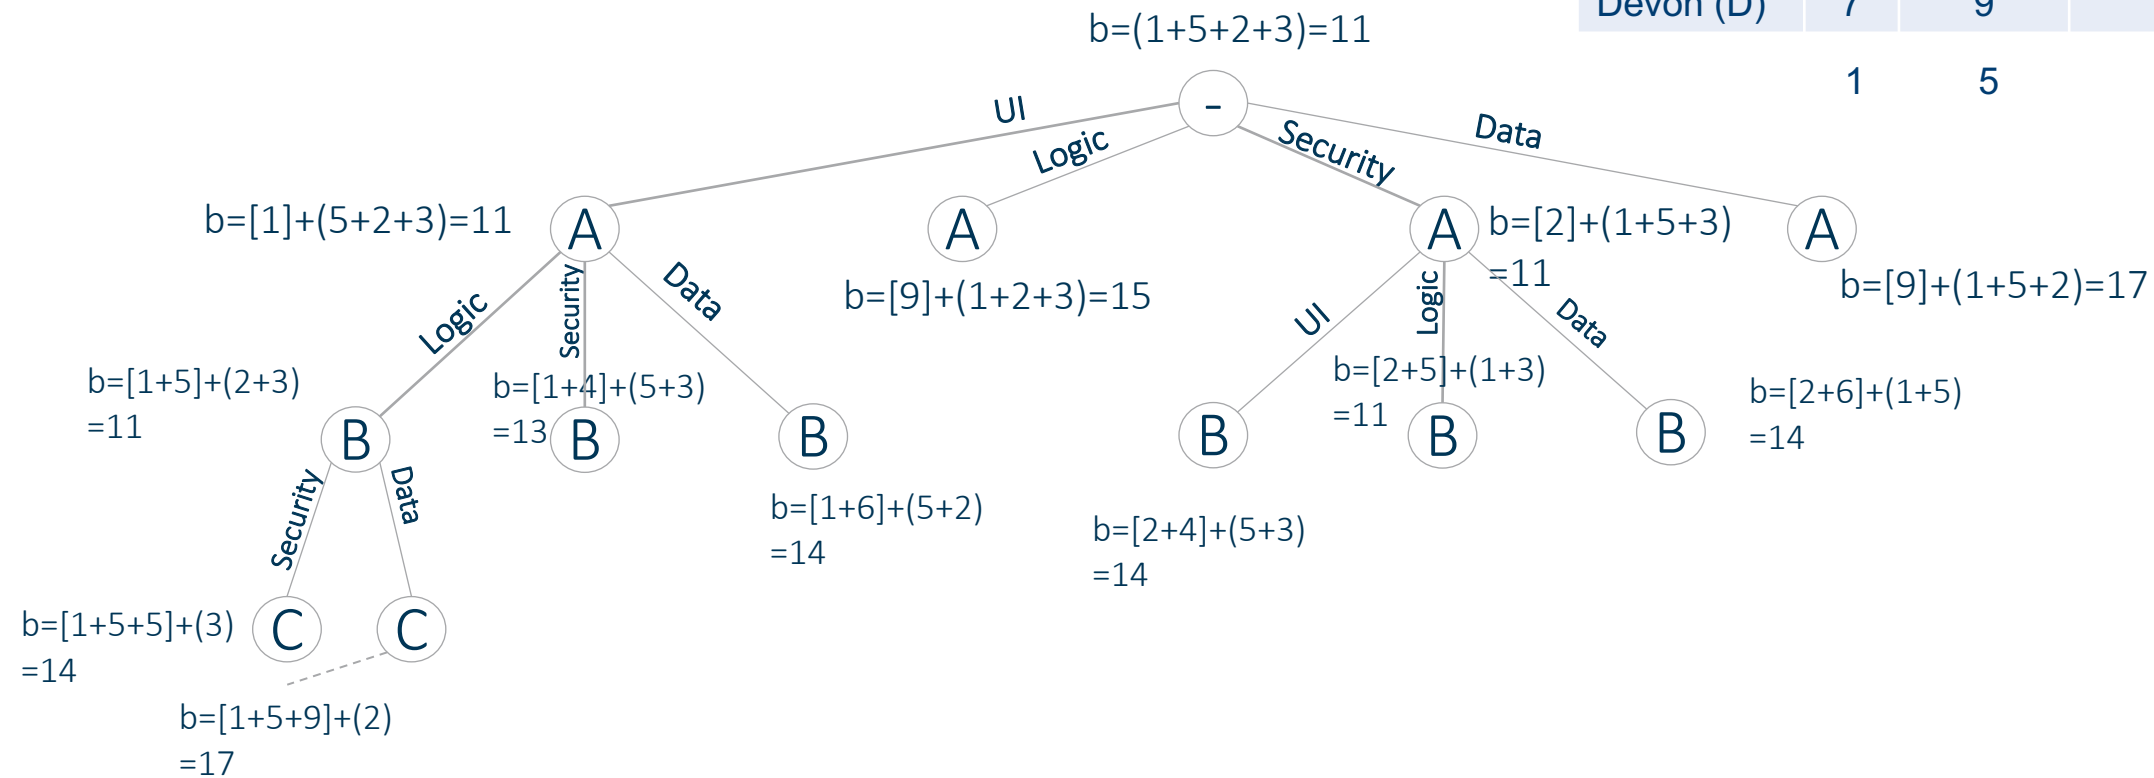 Devon (D) 7 9
b=(1+5+2+3)=11
1 5
-
UI
Logic
Security
Data
b=[1]+(5+2+3)=11
A
A
A
b=[2]+(1+5+3)
=11
A
b=[9]+(1+2+3)=15
b=[9]+(1+5+2)=17
Logic
Security
Data
UI
Logic
Data
b=[1+5]+(2+3)
=11
b=[1+4]+(5+3)
=13
b=[2+5]+(1+3)
=11
b=[2+6]+(1+5)
=14
B
B
B
B
B
B
Security
Data
b=[1+6]+(5+2)
=14
b=[2+4]+(5+3)
=14
b=[1+5+5]+(3)
=14
C
C
b=[1+5+9]+(2)
=17